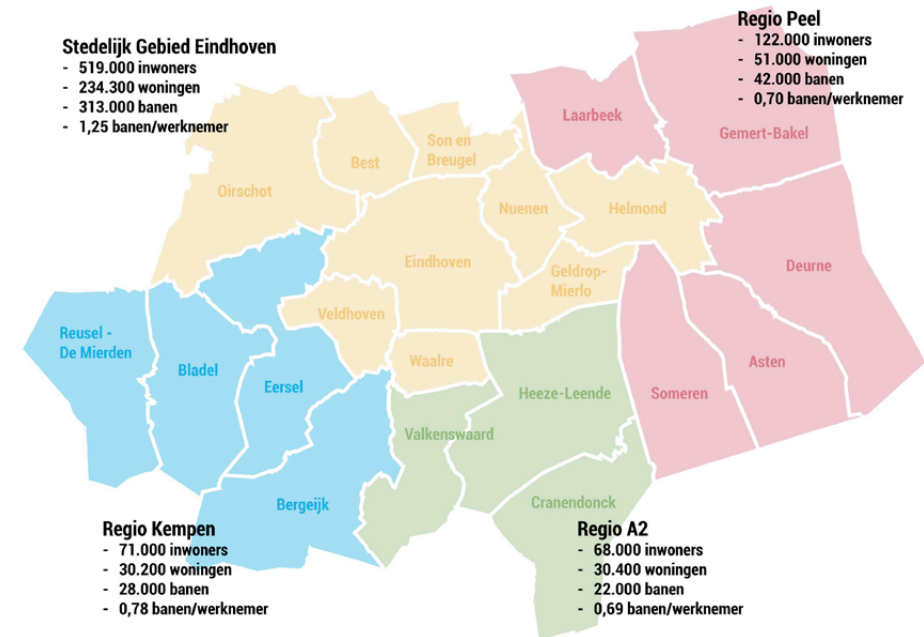 Stedelijk Gebied Eindhoven
- 519.000 inwoners
- 234.300 woningen
- 313.000 banen
- 1,25 banen/werknemer
Regio Peel
- 122.000 inwoners
- 51.000 woningen
- 42.000 banen
- 0,70 banen/werknemer
Laarbeek
Gemert-Bakel
Son en
Breugel
Best
Oirschot
Nuenen
Helmond
Eindhoven
Geldrop-
Mierlo
Deurne
Veldhoven
Reusel -
De Mierden
Bladel
Eersel
Waalre
Asten
Someren
Heeze-Leende
Valkenswaard
Bergeijk
Cranendonck
Regio Kempen
- 71.000 inwoners
- 30.200 woningen
- 28.000 banen
- 0,78 banen/werknemer
Regio A2
- 68.000 inwoners
- 30.400 woningen
- 22.000 banen
- 0,69 banen/werknemer